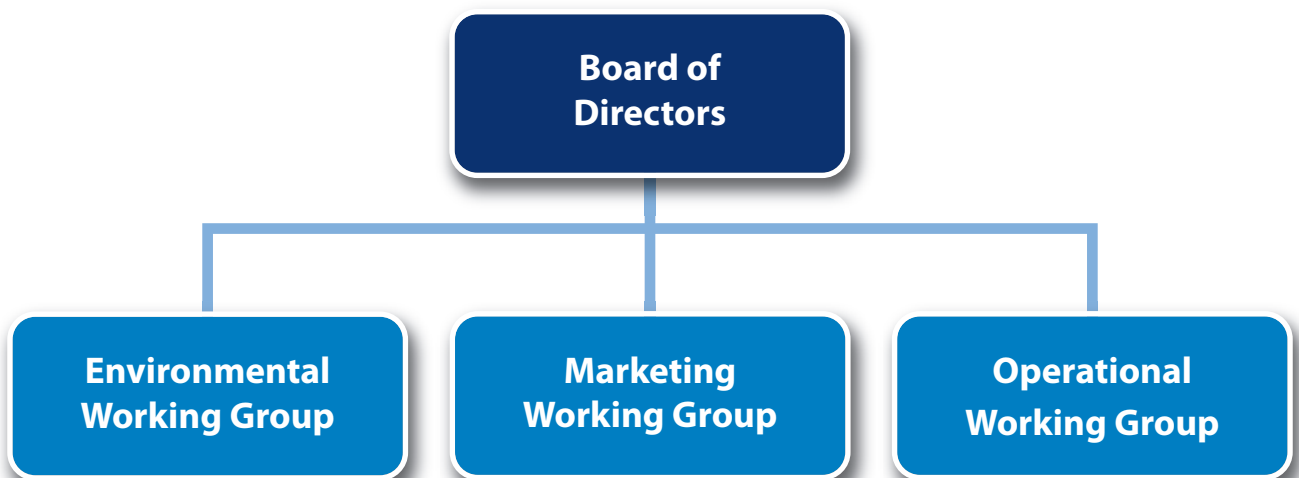 Board of
Directors
Environmental
Working Group
Marketing
Working Group
Operational
Working Group